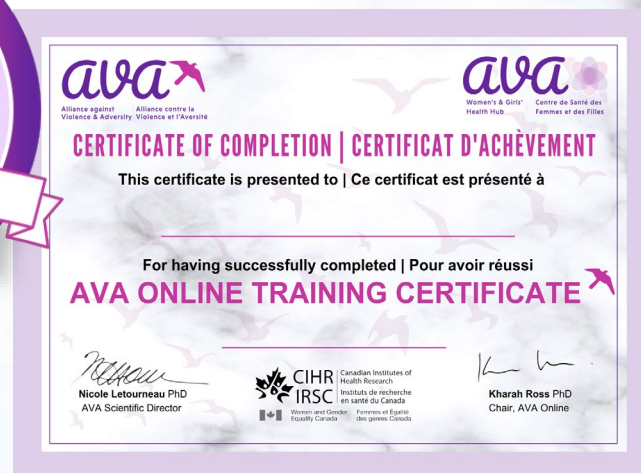 ava
Alliance against Alliance contre la
Violence & Adversity Violence et l'Aversité
ava
Women's & Girls' Centre de Santé des
Health Hub Femmes et des Filles
CERTIFICATE OF COMPLETION | CERTIFICAT D'ACHÈVEMENT
This certificate is presented to | Ce certificat est présenté à
For having successfully completed | Pour avoir réussi
AVA ONLINE TRAINING CERTIFICATE
Nicole Letourneau PhD
AVA Scientific Director
CIHR Canadian Institutes of
Health Research
IRSC Instituts de recherche
en santé du Canada
Women and Gender Femmes et Égalité
Equality Canada des genres Canada
Kharah Ross PhD
Chair, AVA Online